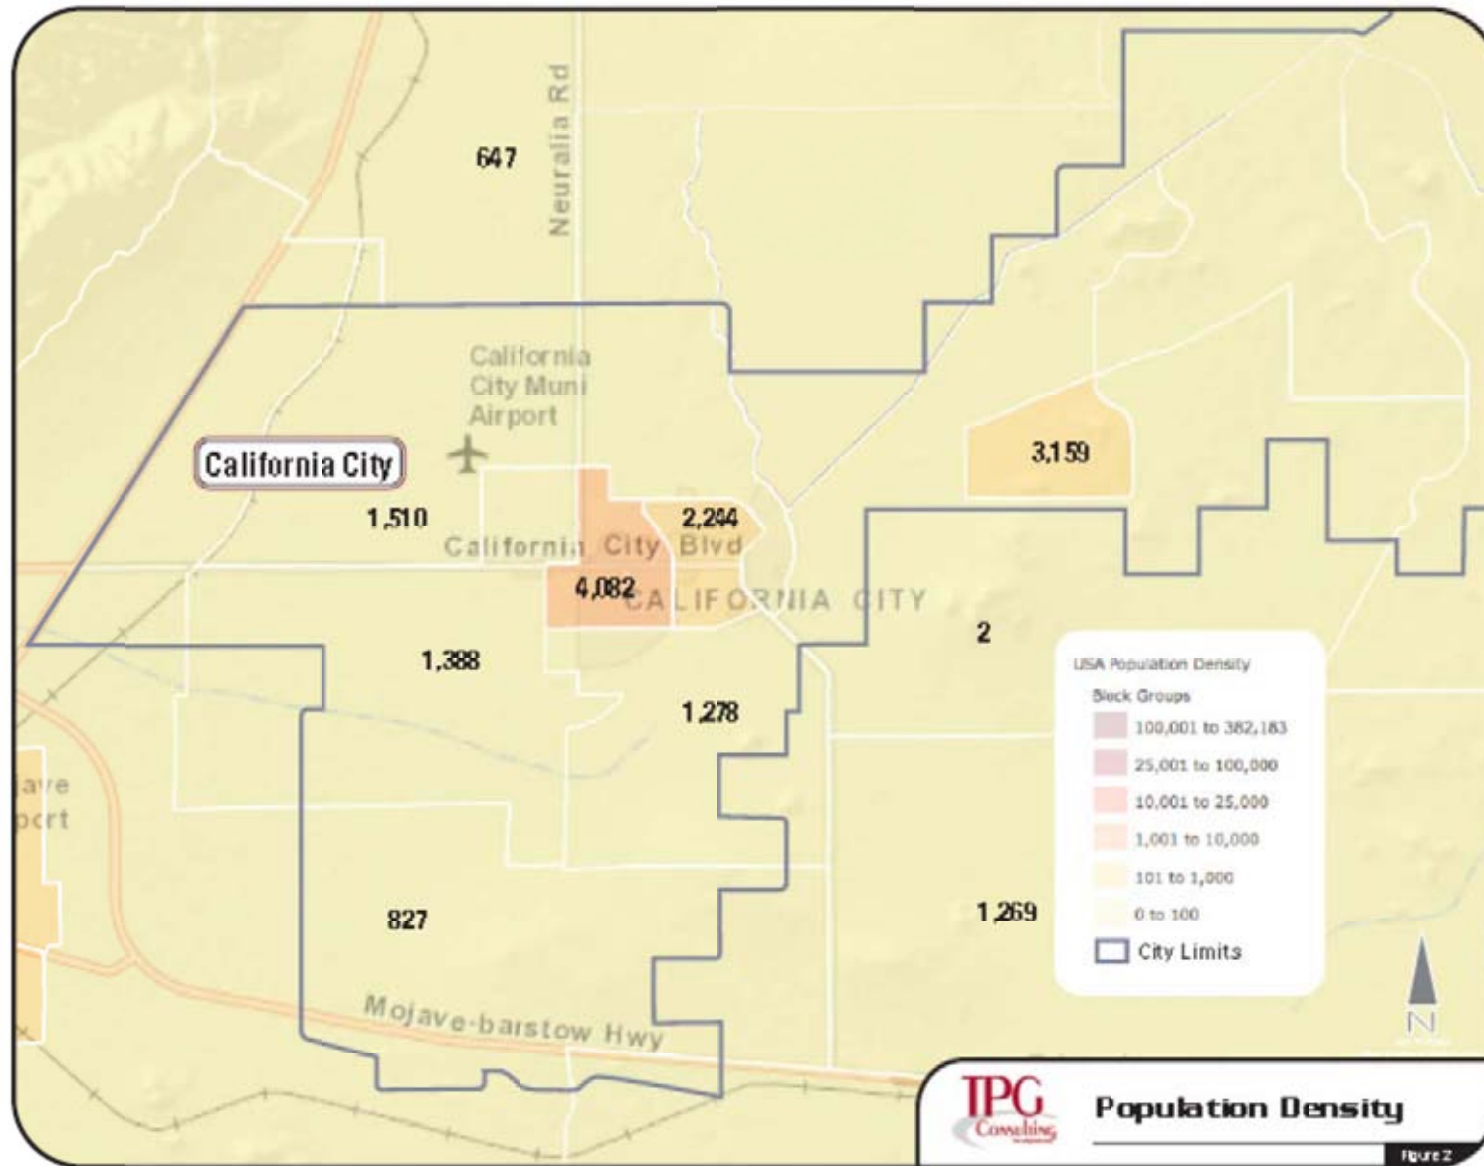 647
Neuralia Rd
California
City Muni
Airport
California City
1,510
2,244
California City Blvd
4,082
CALIFORNIA CITY
3,159
1,388
1,278
2
827
1,269
Mojave-barstow Hwy
jave
port
USA Population Density
Block Groups
100,001 to 382,183
25,001 to 100,000
10,001 to 25,000
1,001 to 10,000
101 to 1,000
0 to 100
City Limits
N
TPG
Consulting
Population Density
Figure 2